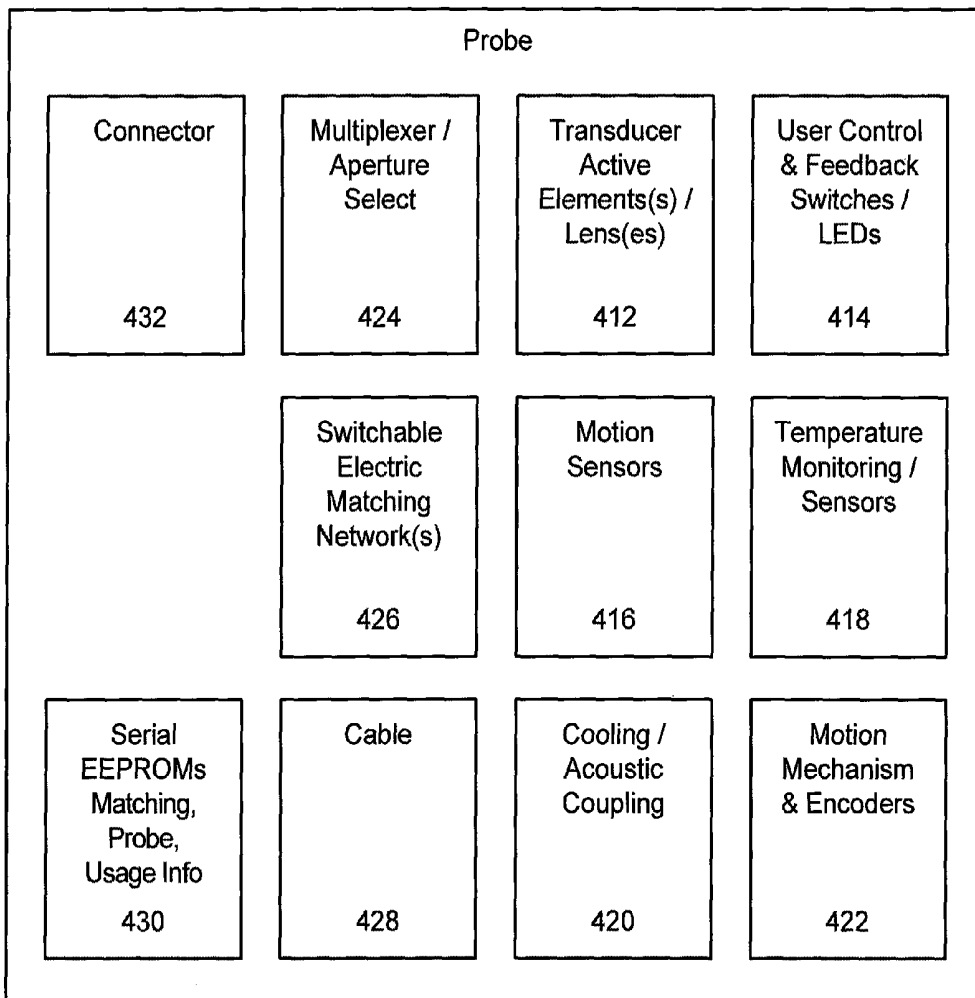 Probe
Connector
432
Multiplexer /
Aperture
Select
424
Transducer
Active
Elements(s) /
Lens(es)
412
User Control
& Feedback
Switches /
LEDs
414
Switchable
Electric
Matching
Network(s)
426
Motion
Sensors
416
Temperature
Monitoring /
Sensors
418
Serial
EEPROMs
Matching,
Probe,
Usage Info
430
Cable
428
Cooling /
Acoustic
Coupling
420
Motion
Mechanism
& Encoders
422